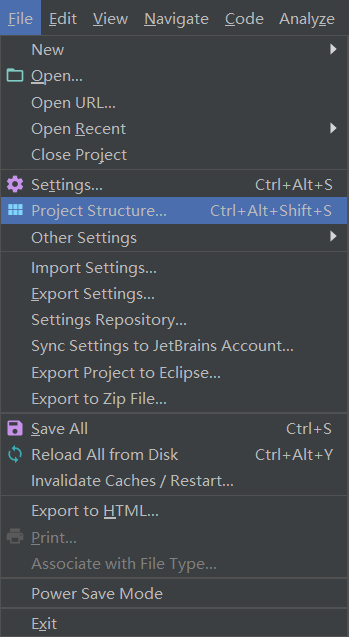 File Edit View Navigate Code Analyze
New
Open...
Open URL...
Open Recent
Close Project
Settings... Ctrl+Alt+S
Project Structure... Ctrl+Alt+Shift+S
Other Settings
Import Settings...
Export Settings...
Settings Repository...
Sync Settings to JetBrains Account...
Export Project to Eclipse...
Export to Zip File...
Save All Ctrl+S
Reload All from Disk Ctrl+Alt+Y
Invalidate Caches / Restart...
Export to HTML...
Print...
Associate with File Type...
Power Save Mode
Exit